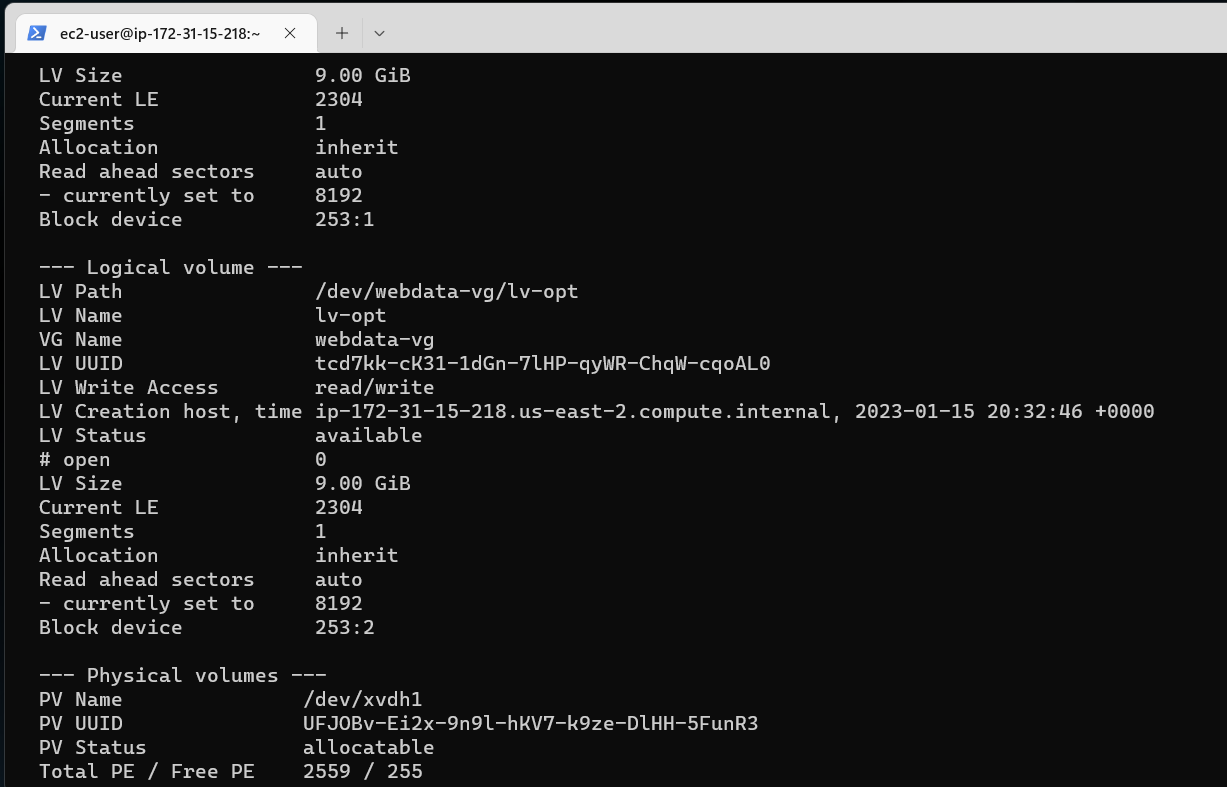 ec2-user@ip-172-31-15-218:~
LV Size 9.00 GiB
Current LE 2304
Segments 1
Allocation inherit
Read ahead sectors auto
- currently set to 8192
Block device 253:1
--- Logical volume ---
LV Path /dev/webdata-vg/lv-opt
LV Name lv-opt
VG Name webdata-vg
LV UUID tcd7kk-cK31-1dGn-7lHP-qyWR-ChqW-cqoAL0
LV Write Access read/write
LV Creation host, time ip-172-31-15-218.us-east-2.compute.internal, 2023-01-15 20:32:46 +0000
LV Status available
# open 0
LV Size 9.00 GiB
Current LE 2304
Segments 1
Allocation inherit
Read ahead sectors auto
- currently set to 8192
Block device 253:2
--- Physical volumes ---
PV Name /dev/xvdh1
PV UUID UFJOBv-Ei2x-9n9l-hKV7-k9ze-DlHH-5FunR3
PV Status allocatable
Total PE / Free PE 2559 / 255